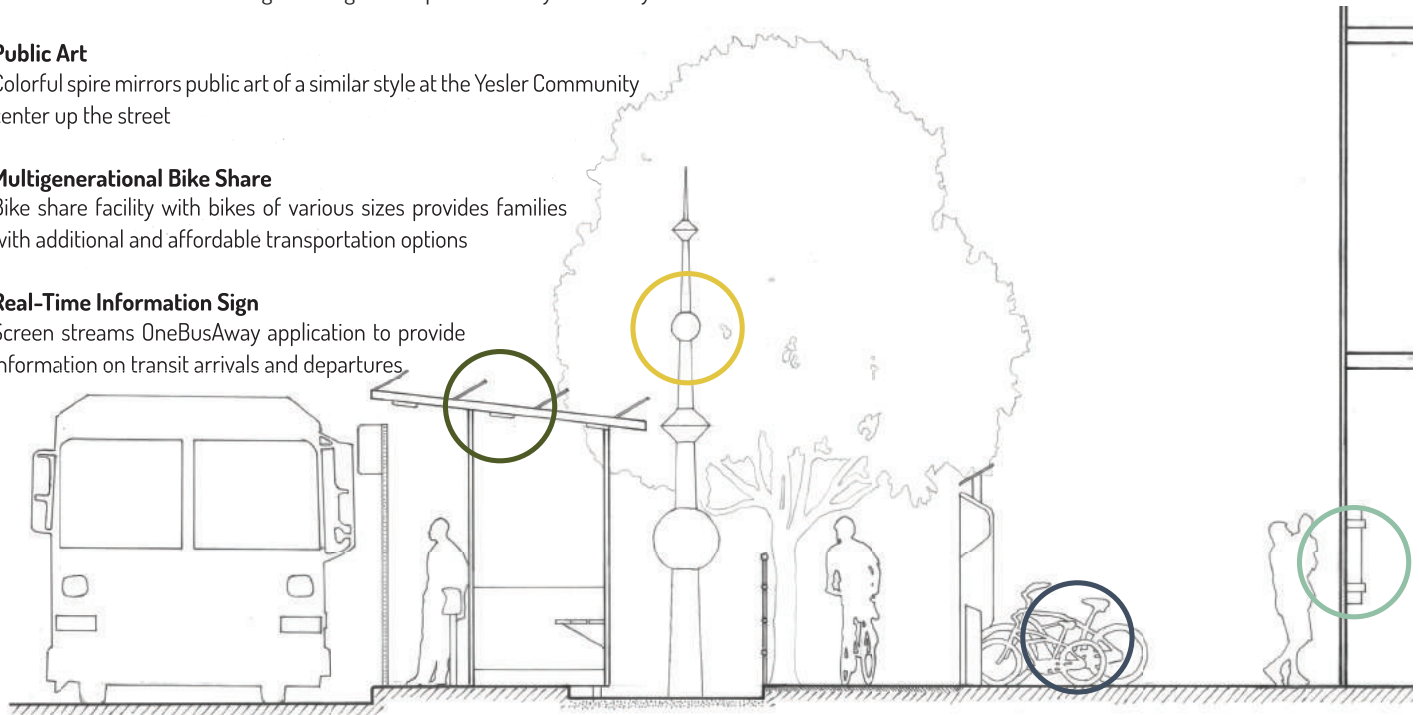 Public Art
Colorful spire mirrors public art of a similar style at the Yesler Community
center up the street
Multigenerational Bike Share
Bike share facility with bikes of various sizes provides families
with additional and affordable transportation options
Real-Time Information Sign
Screen streams OneBusAway application to provide
information on transit arrivals and departures